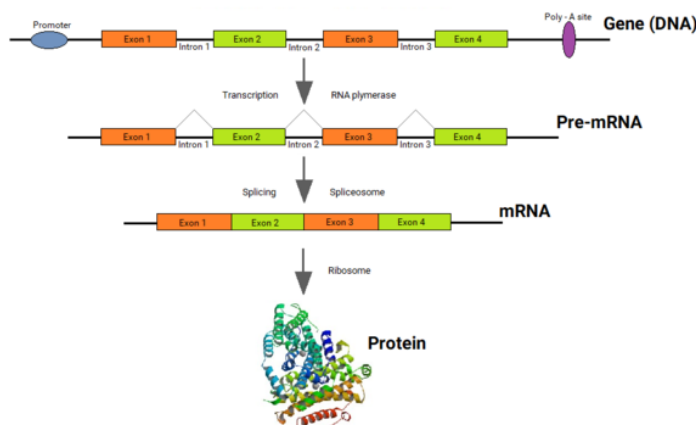 Promoter
Poly - A site
Gene (DNA)
Exon 1
Intron 1
Exon 2
Intron 2
Exon 3
Intron 3
Exon 4
Transcription
RNA plymerase
Pre-mRNA
Exon 1
Intron 1
Exon 2
Intron 2
Exon 3
Intron 3
Exon 4
Splicing
Spliceosome
mRNA
Exon 1
Exon 2
Exon 3
Exon 4
Ribosome
Protein